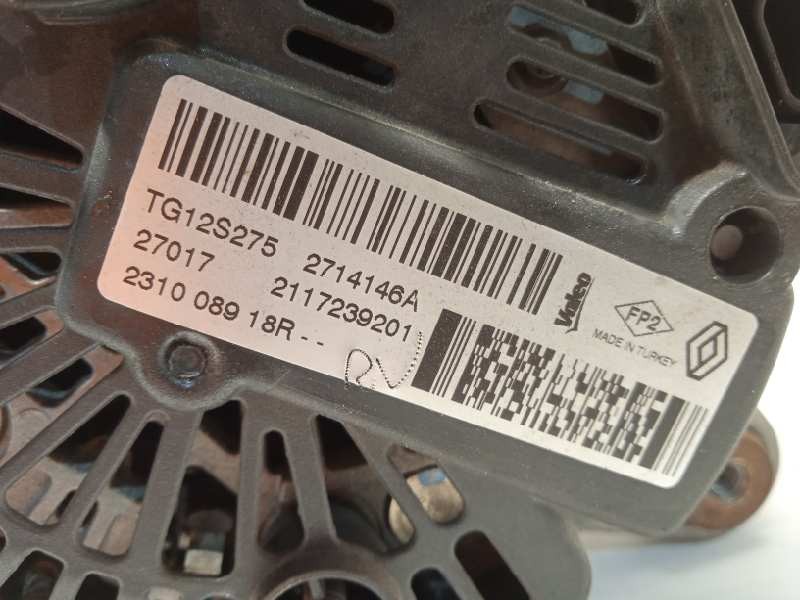 TG12S275 2714146A
27017 2117239201
2310 089 18R--
RV
Valeo
FP2
MADE IN TURKEY